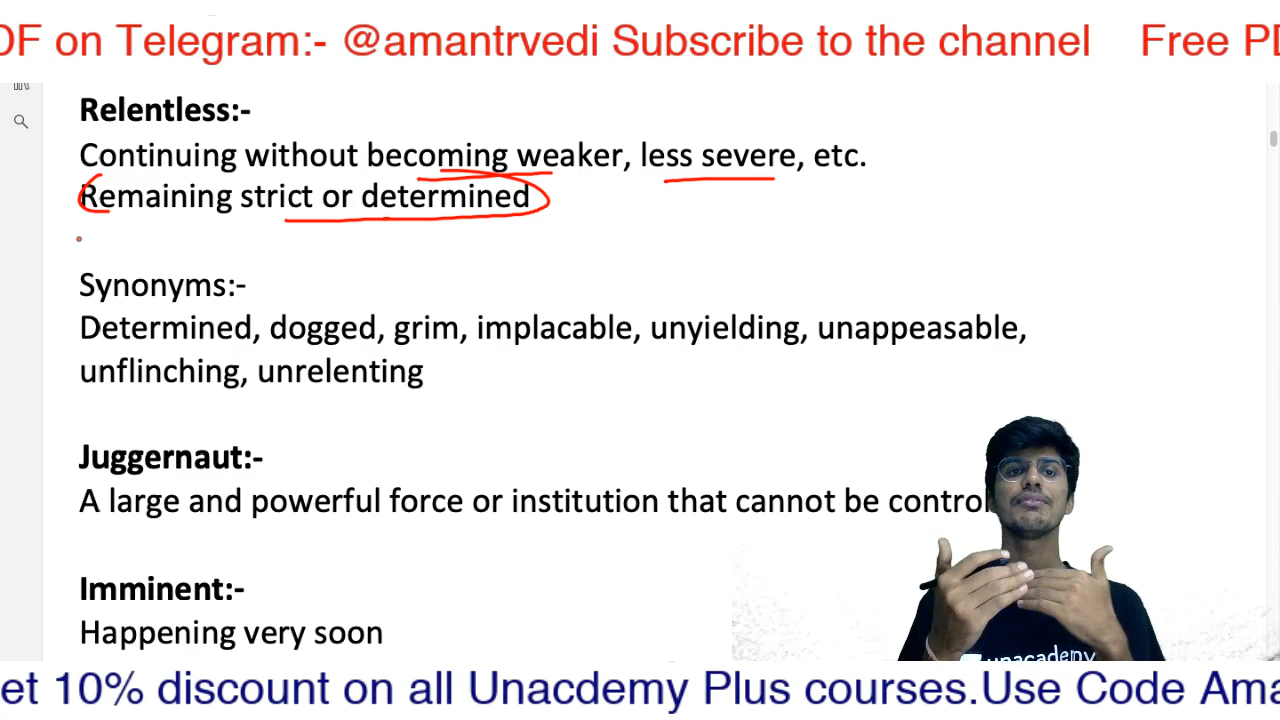 DF on Telegram:- @amantrvedi Subscribe to the channel Free PD
Relentless:-
Continuing without becoming weaker, less severe, etc.
Remaining strict or determined
Synonyms:-
Determined, dogged, grim, implacable, unyielding, unappeasable,
unflinching, unrelenting
Juggernaut:-
A large and powerful force or institution that cannot be control
Imminent:-
Happening very soon
unacademy
et 10% discount on all Unacdemy Plus courses.Use Code Ama